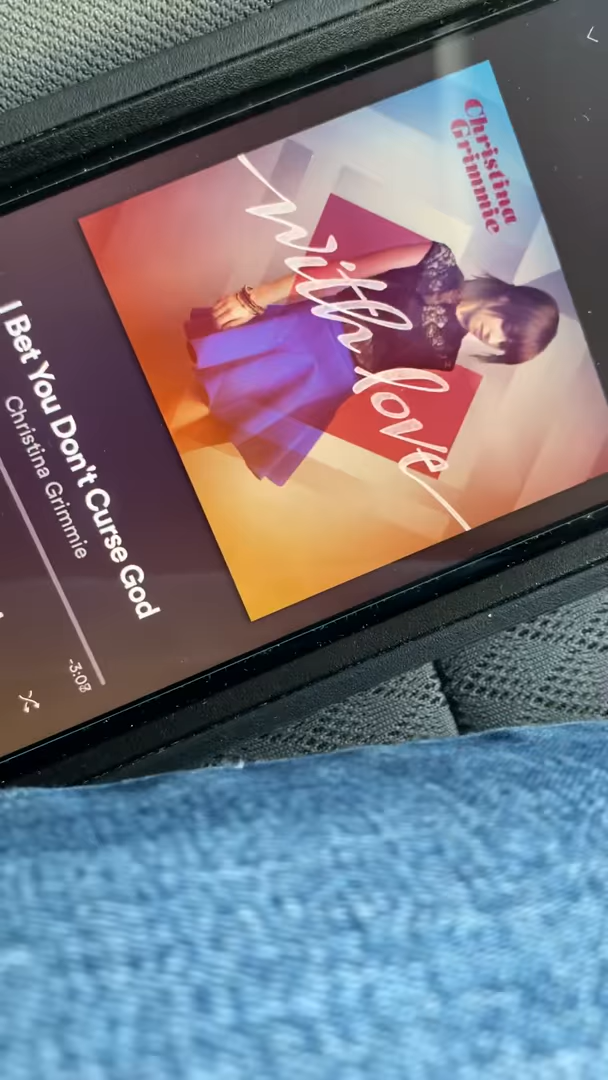 Christina
Grimmie
with love
I Bet You Don't Curse God
Christina Grimmie
-3:03